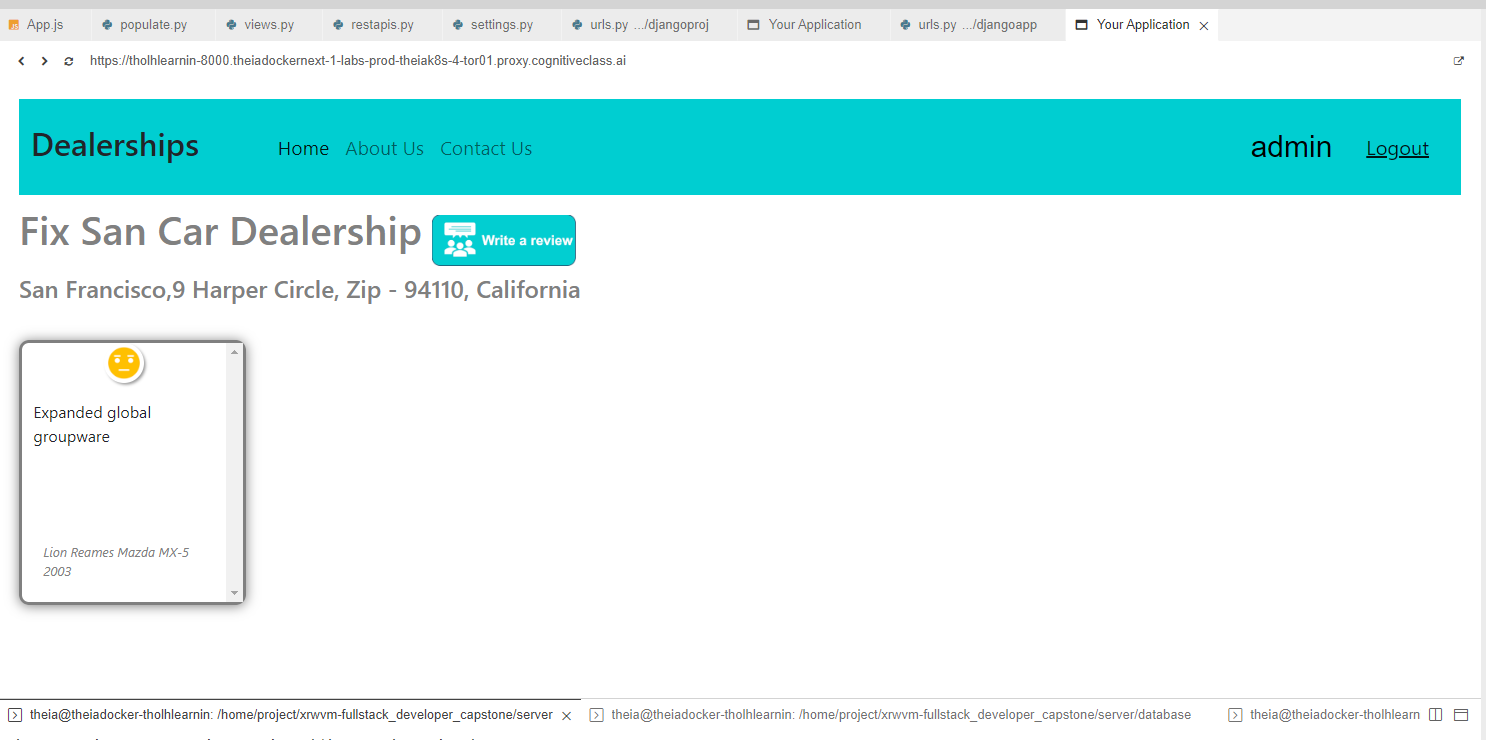 App.js populate.py views.py restapis.py settings.py urls.py .../djangoproj Your Application urls.py .../djangoapp Your Application
https://tholhlearnin-8000.theiadockernext-1-labs-prod-theiak8s-4-tor01.proxy.cognitiveclass.ai
Dealerships Home About Us Contact Us admin Logout
Fix San Car Dealership Write a review
San Francisco,9 Harper Circle, Zip - 94110, California
Expanded global
groupware
Lion Reames Mazda MX-5
2003
theia@theiadocker-tholhlearnin: /home/project/xrwvm-fullstack_developer_capstone/server theia@theiadocker-tholhlearnin: /home/project/xrwvm-fullstack_developer_capstone/server/database theia@theiadocker-tholhlearn